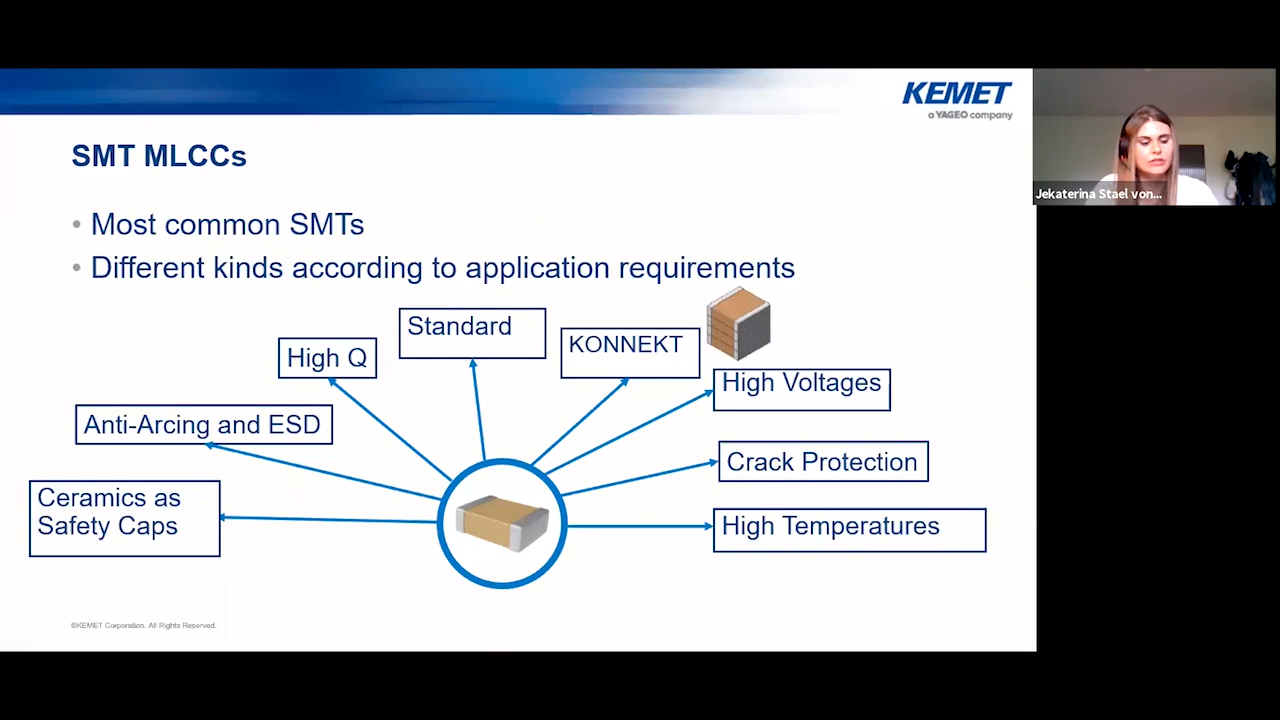 KEMET
a YAGEO company
Jekaterina Stael von...
SMT MLCCs
• Most common SMTs
• Different kinds according to application requirements
Standard
KONNEKT
High Q
High Voltages
Anti-Arcing and ESD
Crack Protection
Ceramics as
Safety Caps
High Temperatures
©KEMET Corporation. All Rights Reserved.